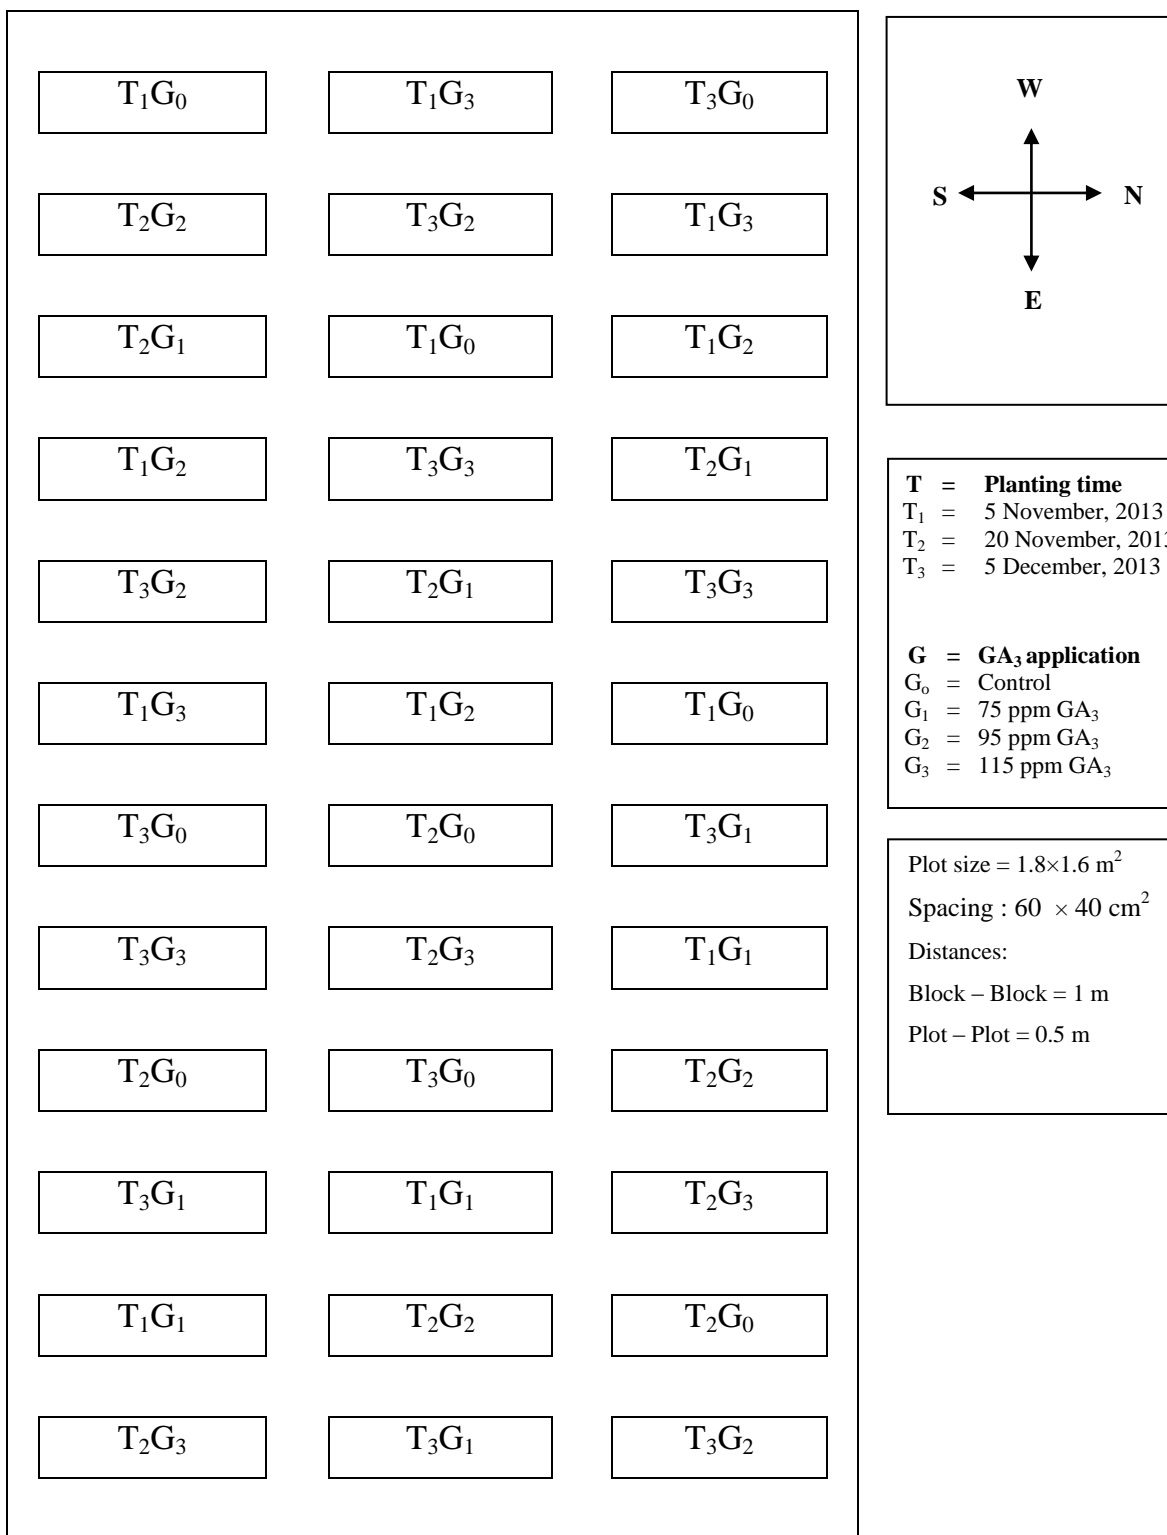 T₁G₀ T₁G₃ T₃G₀
T₂G₂ T₃G₂ T₁G₃
T₂G₁ T₁G₀ T₁G₂
T₁G₂ T₃G₃ T₂G₁
T₃G₂ T₂G₁ T₃G₃
T₁G₃ T₁G₂ T₁G₀
T₃G₀ T₂G₀ T₃G₁
T₃G₃ T₂G₃ T₁G₁
T₂G₀ T₃G₀ T₂G₂
T₃G₁ T₁G₁ T₂G₃
T₁G₁ T₂G₂ T₂G₀
T₂G₃ T₃G₁ T₃G₂
W
S N
E
T = Planting time
T₁ = 5 November, 2013
T₂ = 20 November, 2013
T₃ = 5 December, 2013
G = GA₃ application
Gₒ = Control
G₁ = 75 ppm GA₃
G₂ = 95 ppm GA₃
G₃ = 115 ppm GA₃
Plot size = 1.8×1.6 m²
Spacing : 60 × 40 cm²
Distances:
Block – Block = 1 m
Plot – Plot = 0.5 m